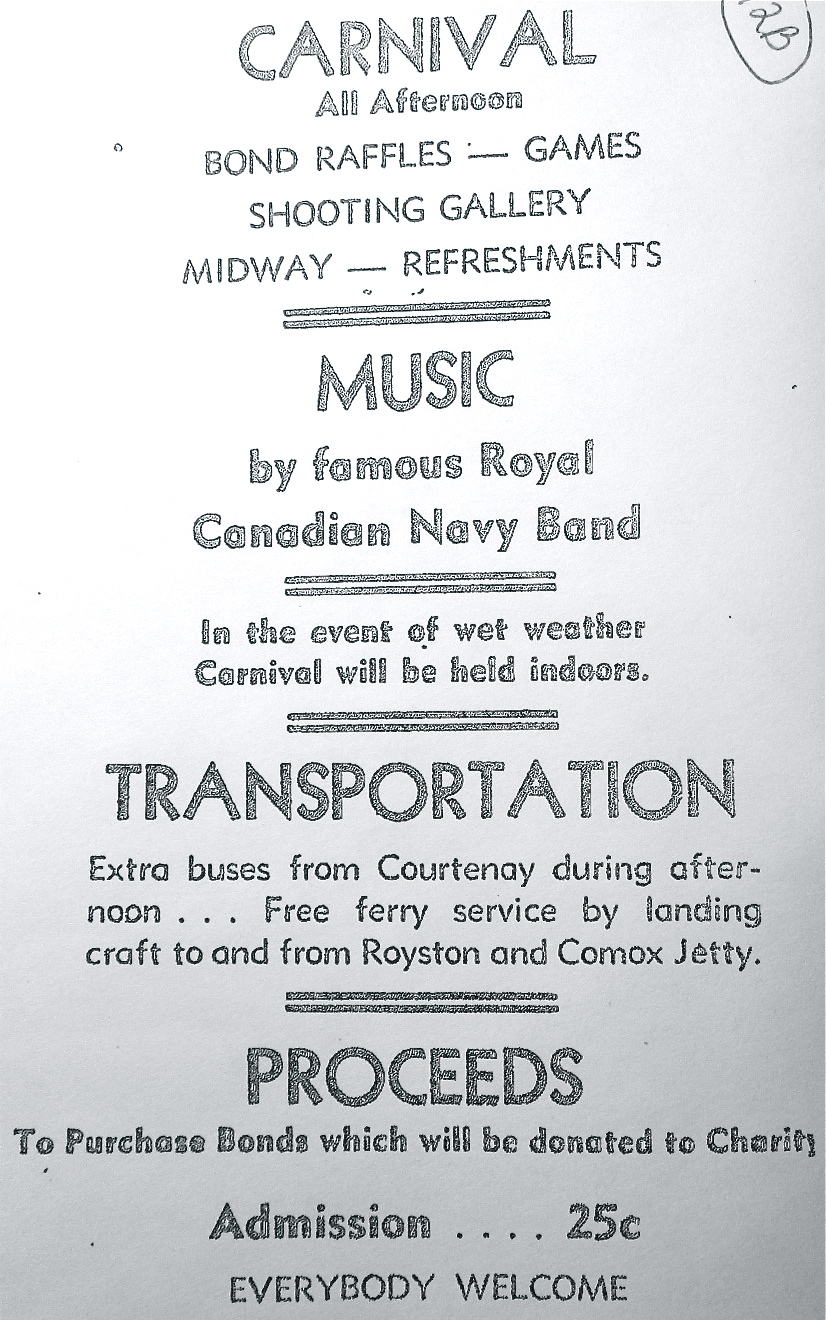 2B
CARNIVAL
All Afternoon
BOND RAFFLES — GAMES
SHOOTING GALLERY
MIDWAY — REFRESHMENTS
MUSIC
by famous Royal
Canadian Navy Band
In the event of wet weather
Carnival will be held indoors.
TRANSPORTATION
Extra buses from Courtenay during after-
noon . . . Free ferry service by landing
craft to and from Royston and Comox Jetty.
PROCEEDS
To Purchase Bonds which will be donated to Charity
Admission . . . . 25c
EVERYBODY WELCOME